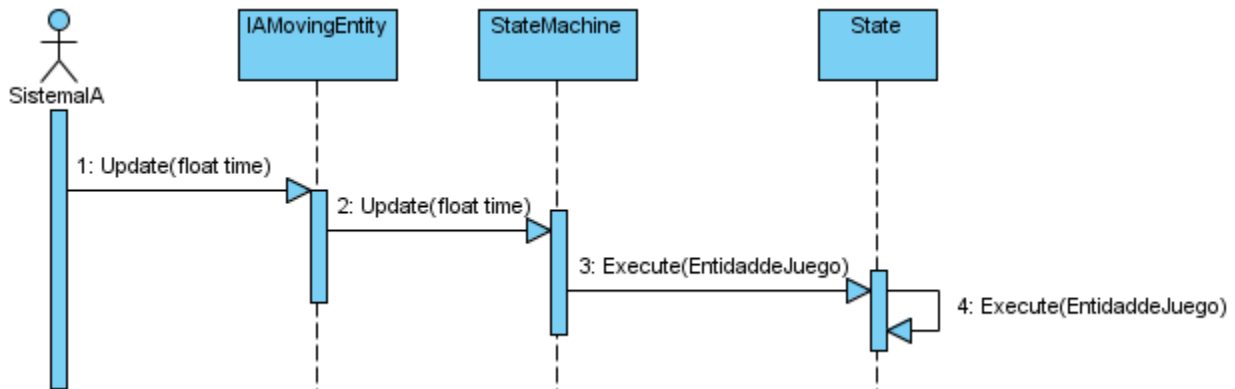 IAMovingEntity
StateMachine
State
SistemaIA
1: Update(float time)
2: Update(float time)
3: Execute(EntidaddeJuego)
4: Execute(EntidaddeJuego)